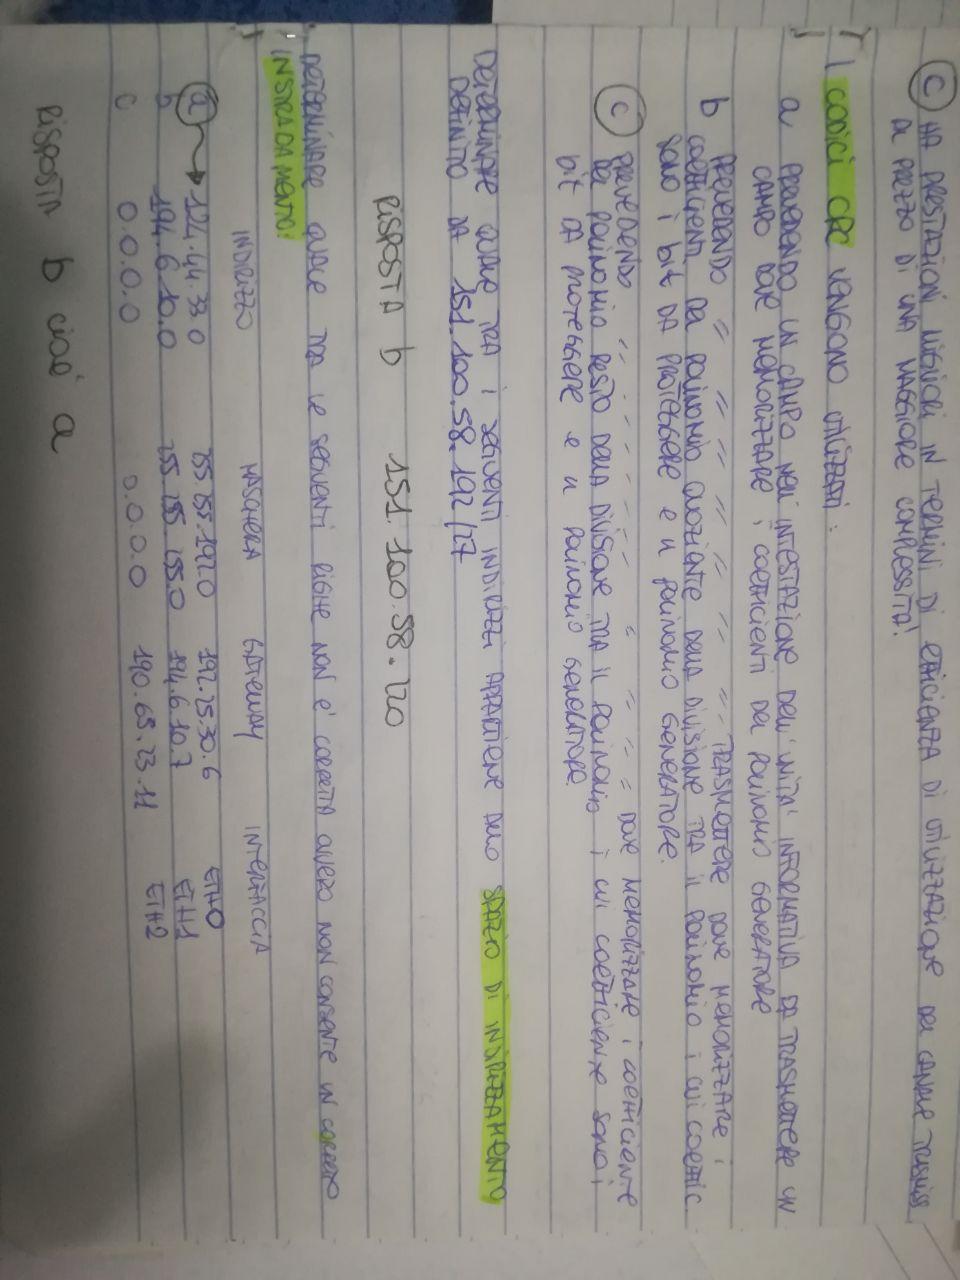 C HA PRESTAZIONI MIGLIORI IN TERMINI DI EFFICIENZA DI UTILIZZAZIONE DEL CANALE TRASMISS
AL PREZZO DI UNA MAGGIORE COMPLESSITA'!
I CODICI CRC VENGONO UTILIZZATI:
a PREVEDENDO UN CAMPO NELL'INTESTAZIONE DELL'UNITA' INFORMATIVA DA TRASMETTERE UN
CAMPO DOVE MEMORIZZARE i COEFFICIENTI DEL POLINOMIO GENERATORE
b PREVEDENDO " " " " " " " TRASMETTERE DOVE MEMORIZZARE i
COEFFICIENTI DEL POLINOMIO QUOZIENTE DELLA DIVISIONE TRA IL POLINOMIO i CUI COEFFIC.
SONO i bit DA PROTEGGERE E IL POLINOMIO GENERATORE.
C PREVEDENDO " " " " " " " " " " " DOVE MEMORIZZARE i COEFFICIENTE
DEL POLINOMIO RESTO DELLA DIVISIONE TRA IL POLINOMIO i CUI COEFFICIENTE SONO i
bit DA PROTEGGERE E IL POLINOMIO GENERATORE.
DETERMINARE QUALE TRA i SEGUENTI INDIRIZZI APPARTIENE ALLO SPAZIO DI INDIRIZZAMENTO
DEFINITO DA 151.100.58.192/27
RISPOSTA b 151.100.58.220
DETERMINARE QUALE TRA LE SEGUENTI RIGHE NON E' CORRETTA OVVERO NON CONSENTE UN CORRETTO
INSTRADAMENTO:
INDIRIZZO MASCHERA GATEWAY INTERFACCIA
a → 124.44.33.0 255.255.192.0 192.25.30.6 ETH0
b 194.6.10.0 255.255.255.0 194.6.10.7 ETH1
c 0.0.0.0 0.0.0.0 190.65.23.11 ETH2
RISPOSTA b cioè a